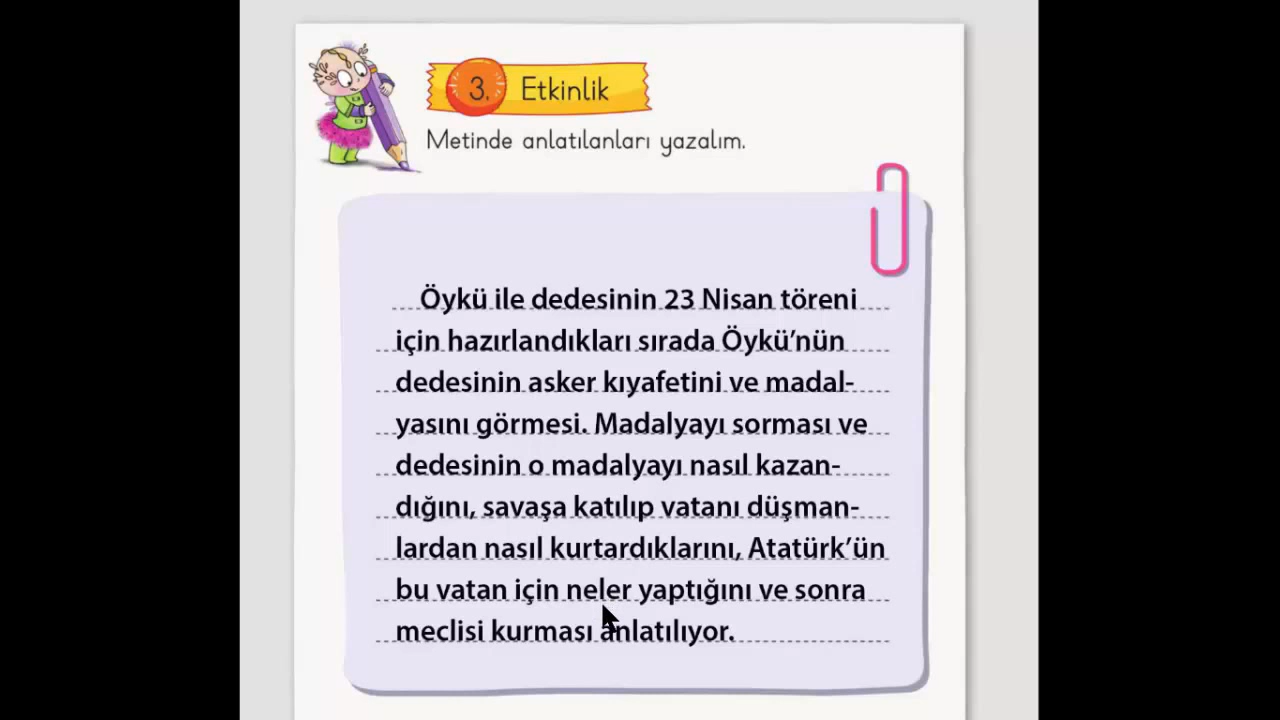 3. Etkinlik
Metinde anlatılanları yazalım.
Öykü ile dedesinin 23 Nisan töreni
için hazırlandıkları sırada Öykü’nün
dedesinin asker kıyafetini ve madal-
yasını görmesi. Madalyayı sorması ve
dedesinin o madalyayı nasıl kazan-
dığını, savaşa katılıp vatanı düşman-
lardan nasıl kurtardıklarını, Atatürk’ün
bu vatan için neler yaptığını ve sonra
meclisi kurması anlatılıyor.